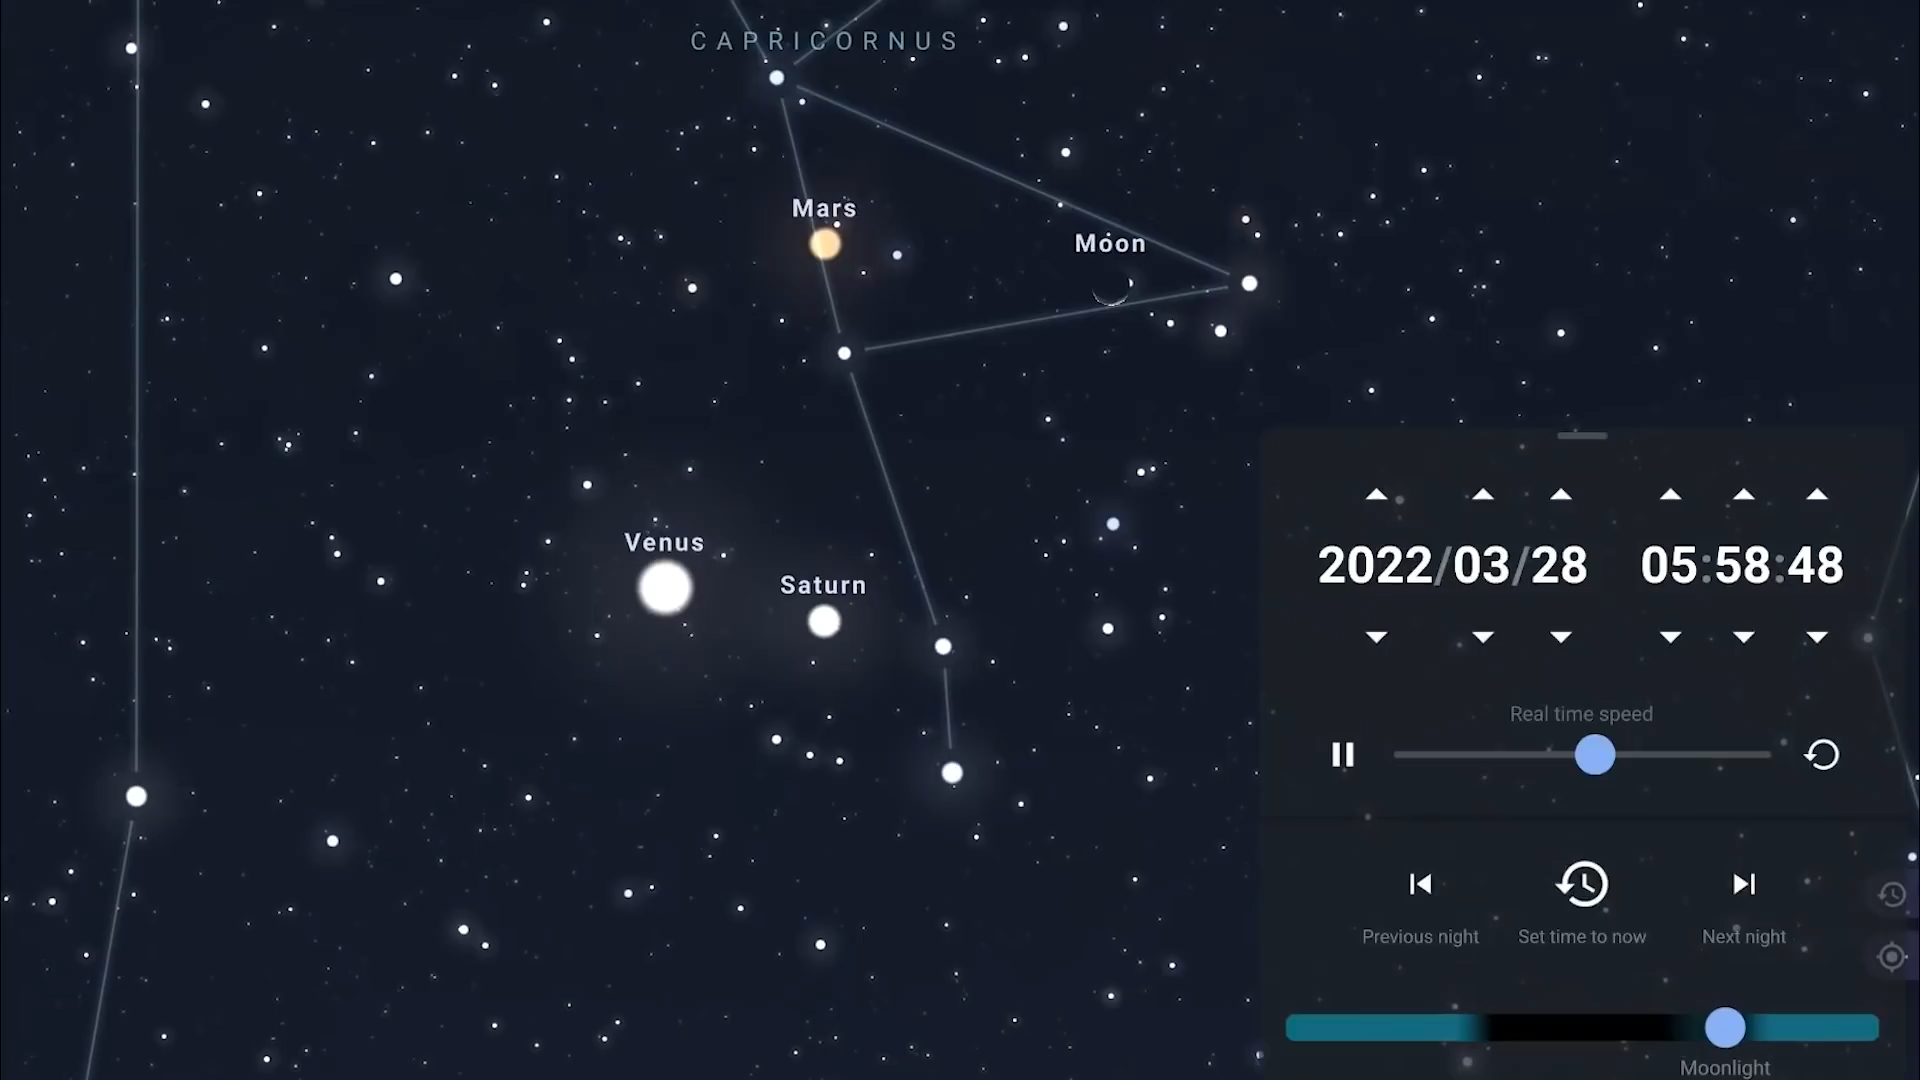 CAPRICORNUS
Mars
Moon
Venus
Saturn
2022/03/28 05:58:48
Real time speed
Previous night
Set time to now
Next night
Moonlight